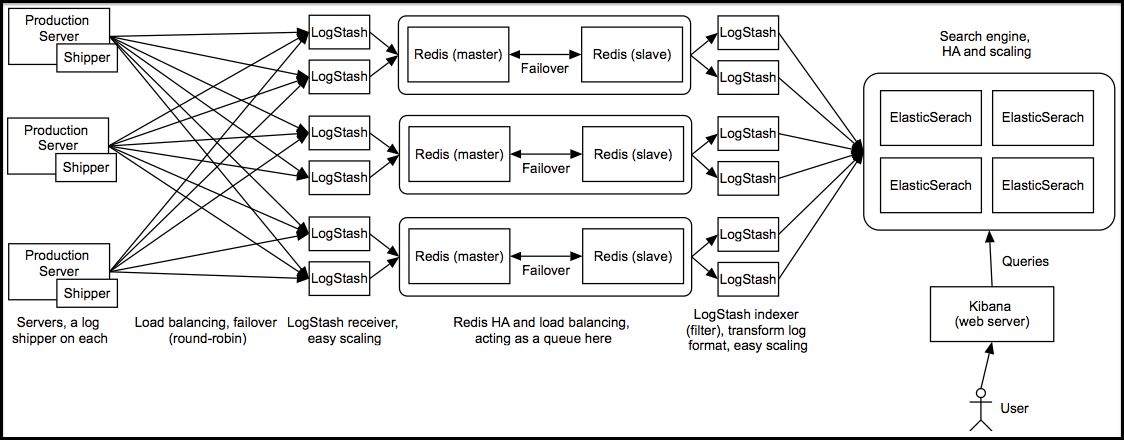 Production
Server
Shipper
Production
Server
Shipper
Production
Server
Shipper
Servers, a log
shipper on each
Load balancing, failover
(round-robin)
LogStash
LogStash
LogStash
LogStash
LogStash
LogStash
LogStash receiver,
easy scaling
Redis (master)
Failover
Redis (slave)
Redis (master)
Failover
Redis (slave)
Redis (master)
Failover
Redis (slave)
Redis HA and load balancing,
acting as a queue here
LogStash
LogStash
LogStash
LogStash
LogStash
LogStash
LogStash indexer
(filter), transform log
format, easy scaling
Search engine,
HA and scaling
ElasticSerach
ElasticSerach
ElasticSerach
ElasticSerach
Queries
Kibana
(web server)
User